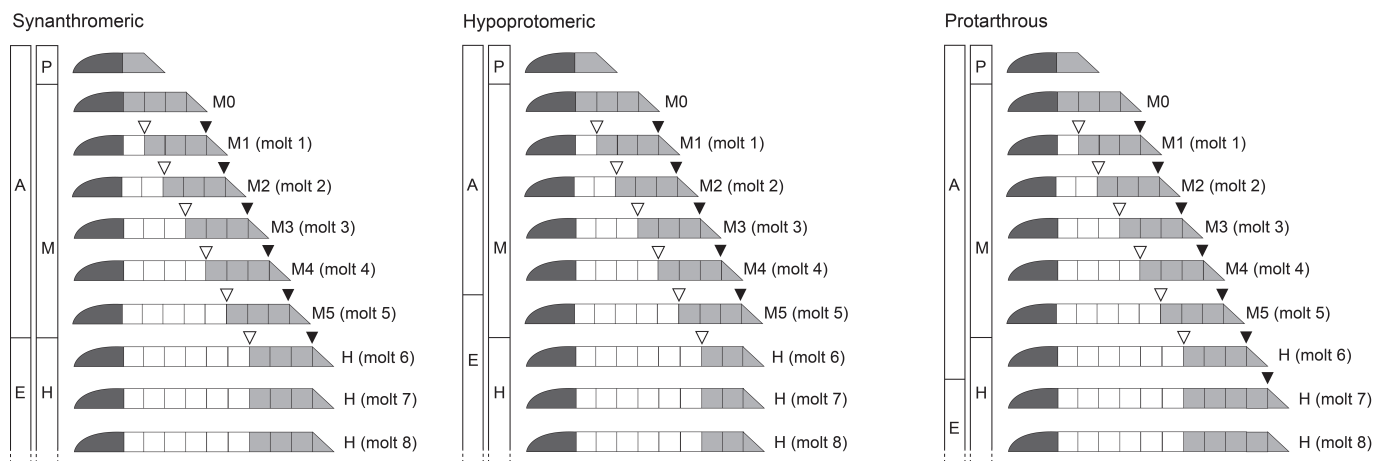 Synanthromeric
P
M0
M1 (molt 1)
M2 (molt 2)
A
M3 (molt 3)
M
M4 (molt 4)
M5 (molt 5)
H (molt 6)
E
H
H (molt 7)
H (molt 8)
Hypoprotomeric
P
M0
M1 (molt 1)
A
M2 (molt 2)
M3 (molt 3)
M
M4 (molt 4)
M5 (molt 5)
E
H (molt 6)
H
H (molt 7)
H (molt 8)
Protarthrous
P
M0
M1 (molt 1)
A
M2 (molt 2)
M3 (molt 3)
M
M4 (molt 4)
M5 (molt 5)
H (molt 6)
H
H (molt 7)
E
H (molt 8)